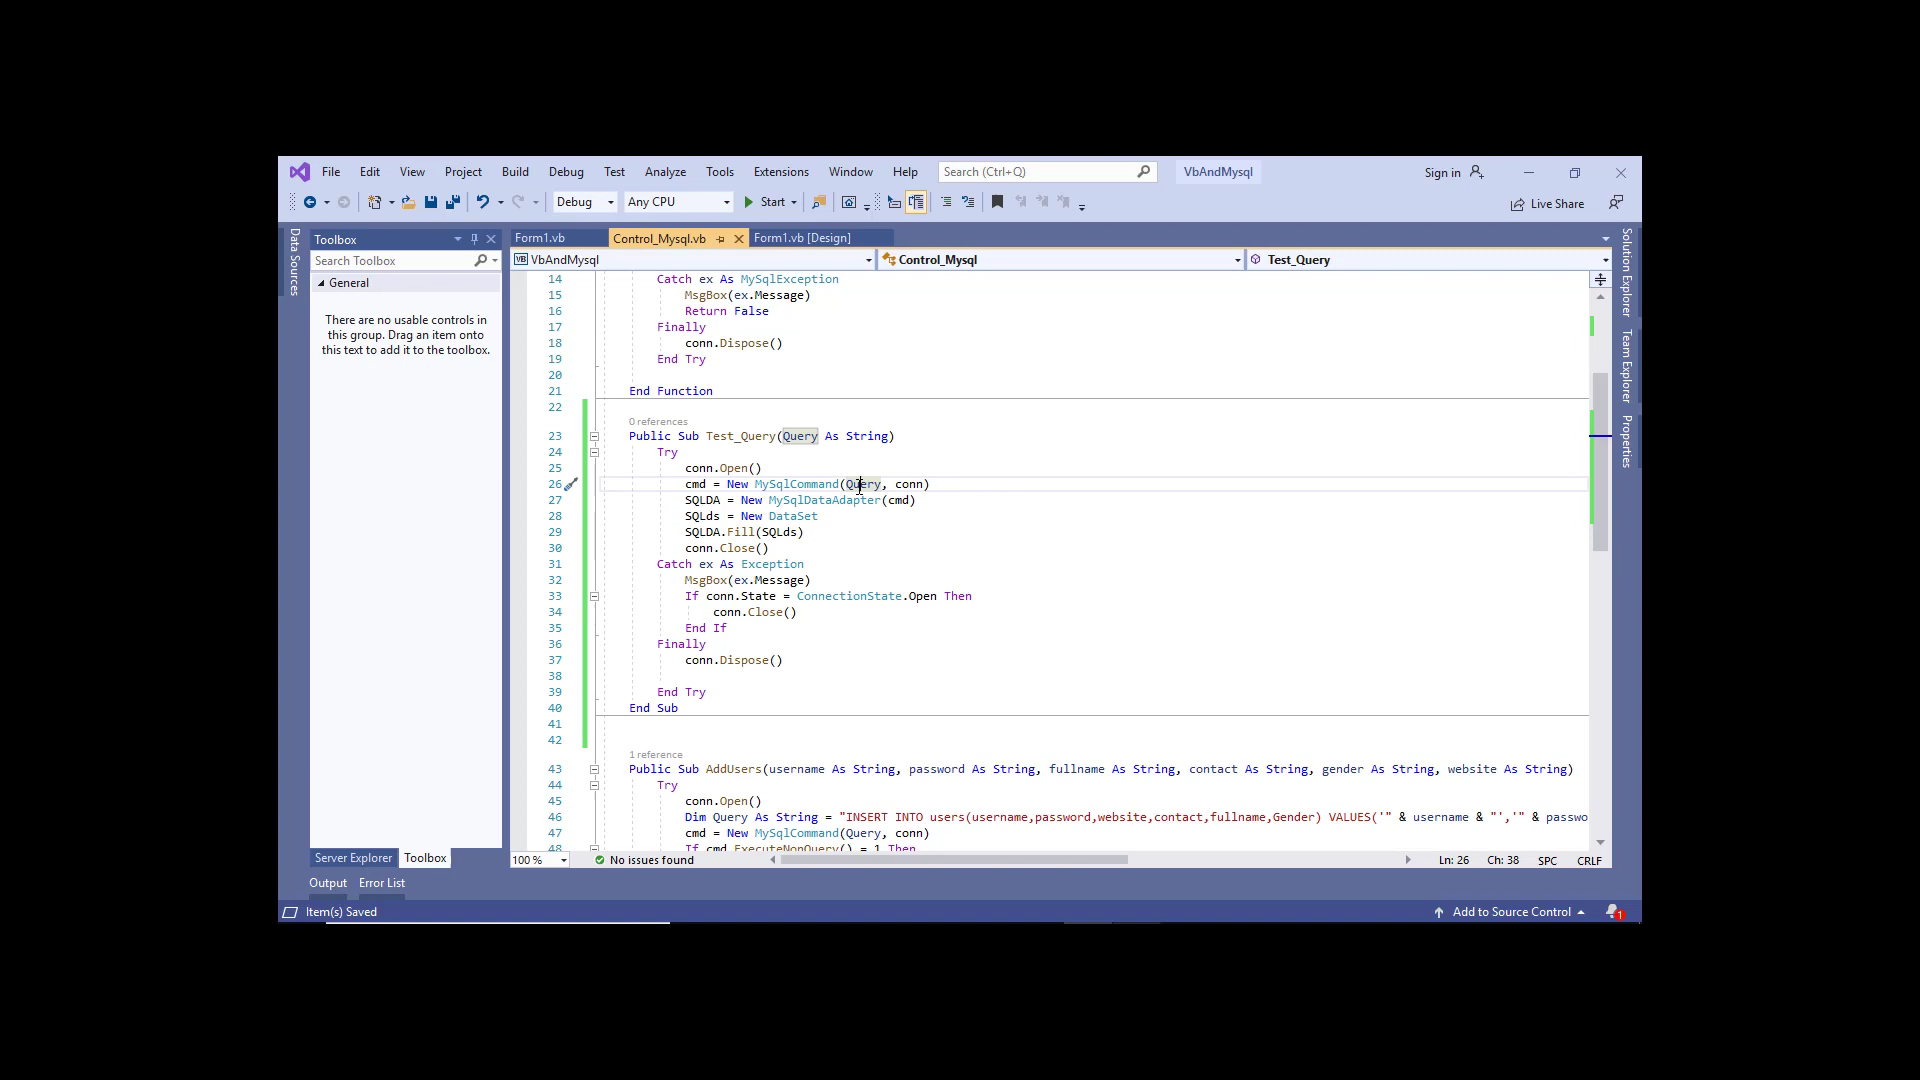 File Edit View Project Build Debug Test Analyze Tools Extensions Window Help Search (Ctrl+Q) VbAndMysql Sign in
Debug Any CPU Start Live Share
Data Sources
Toolbox
Search Toolbox
General
There are no usable controls in
this group. Drag an item onto
this text to add it to the toolbox.
Server Explorer Toolbox
Form1.vb Control_Mysql.vb Form1.vb [Design]
VB VbAndMysql Control_Mysql Test_Query
14 Catch ex As MySqlException
15 MsgBox(ex.Message)
16 Return False
17 Finally
18 conn.Dispose()
19 End Try
20
21 End Function
22
0 references
23 Public Sub Test_Query(Query As String)
24 Try
25 conn.Open()
26 cmd = New MySqlCommand(Query, conn)
27 SQLDA = New MySqlDataAdapter(cmd)
28 SQLds = New DataSet
29 SQLDA.Fill(SQLds)
30 conn.Close()
31 Catch ex As Exception
32 MsgBox(ex.Message)
33 If conn.State = ConnectionState.Open Then
34 conn.Close()
35 End If
36 Finally
37 conn.Dispose()
38
39 End Try
40 End Sub
41
42
1 reference
43 Public Sub AddUsers(username As String, password As String, fullname As String, contact As String, gender As String, website As String)
44 Try
45 conn.Open()
46 Dim Query As String = "INSERT INTO users(username,password,website,contact,fullname,Gender) VALUES('" & username & "','" & passwo
47 cmd = New MySqlCommand(Query, conn)
48 If cmd.ExecuteNonQuery() = 1 Then
100 % No issues found Ln: 26 Ch: 38 SPC CRLF
Solution Explorer
Team Explorer
Properties
Output Error List
Item(s) Saved Add to Source Control 1